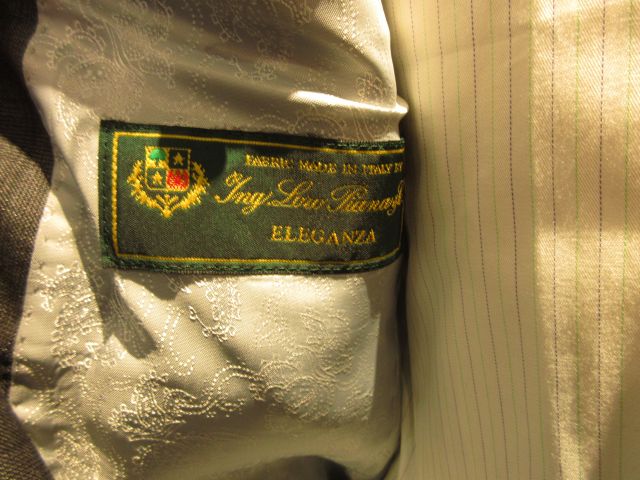 FABRIC MADE IN ITALY BY
Ing. Loro Piana &
ELEGANZA